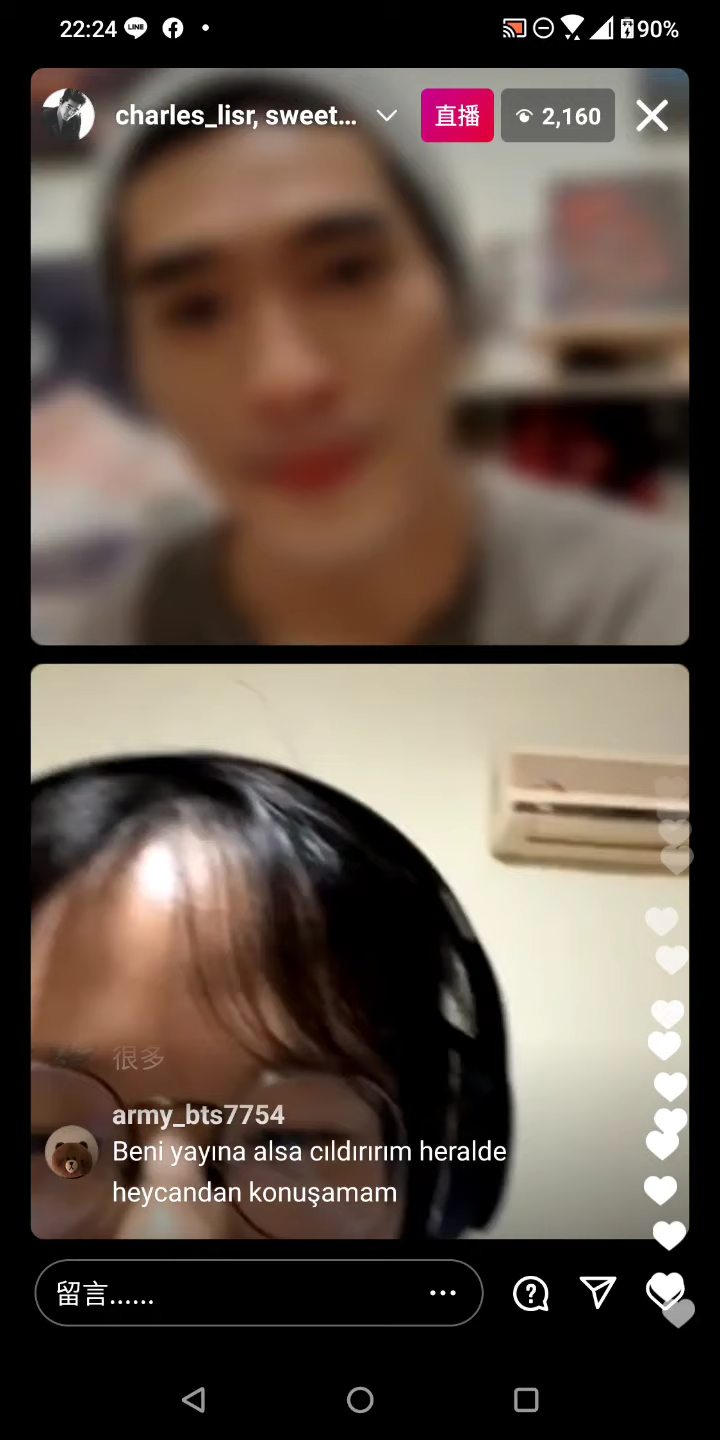 22:24 LINE 90%
charles_lisr, sweet...
直播
2,160
很多
army_bts7754
Beni yayına alsa cıldırırım heralde
heycandan konuşamam
留言......